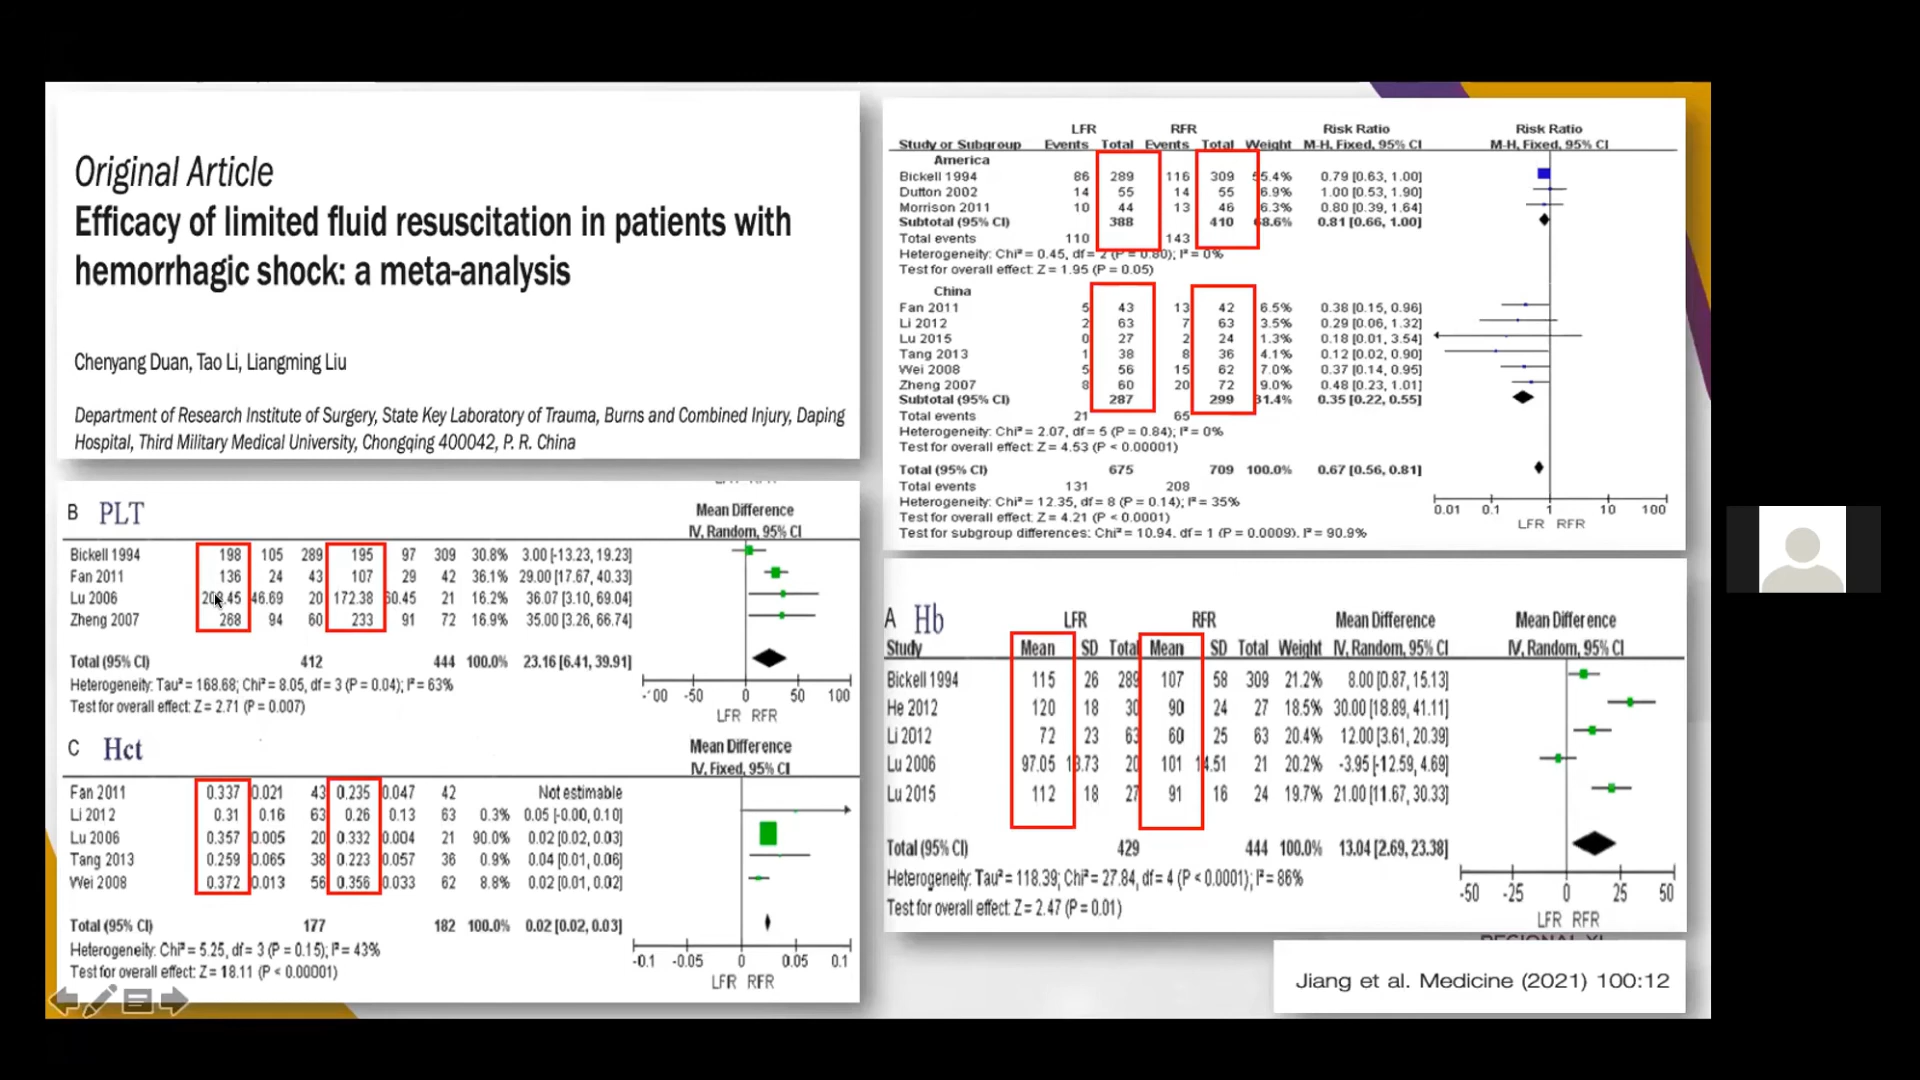 Original Article
Efficacy of limited fluid resuscitation in patients with
hemorrhagic shock: a meta-analysis
Chenyang Duan, Tao Li, Liangming Liu
Department of Research Institute of Surgery, State Key Laboratory of Trauma, Burns and Combined Injury, Daping
Hospital, Third Military Medical University, Chongqing 400042, P. R. China
LFR RFR Risk Ratio Risk Ratio
Study or Subgroup Events Total Events Total Weight M-H, Fixed, 95% CI M-H, Fixed, 95% CI
America
Bickell 1994 86 289 116 309 55.4% 0.79 [0.63, 1.00]
Dutton 2002 14 55 14 55 6.9% 1.00 [0.53, 1.90]
Morrison 2011 10 44 13 46 6.3% 0.80 [0.39, 1.64]
Subtotal (95% CI) 388 410 68.6% 0.81 [0.66, 1.00]
Total events 110 143
Heterogeneity: Chi² = 0.45, df = 2 (P = 0.80); I² = 0%
Test for overall effect: Z = 1.95 (P = 0.05)
China
Fan 2011 5 43 13 42 6.5% 0.38 [0.15, 0.96]
Li 2012 2 63 7 63 3.5% 0.29 [0.06, 1.32]
Lu 2015 0 27 2 24 1.3% 0.18 [0.01, 3.54]
Tang 2013 1 38 8 36 4.1% 0.12 [0.02, 0.90]
Wei 2008 5 56 15 62 7.0% 0.37 [0.14, 0.95]
Zheng 2007 8 60 20 72 9.0% 0.48 [0.23, 1.01]
Subtotal (95% CI) 287 299 31.4% 0.35 [0.22, 0.55]
Total events 21 65
Heterogeneity: Chi² = 2.07, df = 5 (P = 0.84); I² = 0%
Test for overall effect: Z = 4.53 (P < 0.00001)
Total (95% CI) 675 709 100.0% 0.67 [0.56, 0.81]
Total events 131 208
Heterogeneity: Chi² = 12.35, df = 8 (P = 0.14); I² = 35%
Test for overall effect: Z = 4.21 (P < 0.0001)
Test for subgroup differences: Chi² = 10.94. df = 1 (P = 0.0009). I² = 90.9%
0.01 0.1 1 10 100
LFR RFR
B PLT
Mean Difference
IV, Random, 95% CI
Bickell 1994 198 105 289 195 97 309 30.8% 3.00 [-13.23, 19.23]
Fan 2011 136 24 43 107 29 42 36.1% 29.00 [17.67, 40.33]
Lu 2006 46.69 20 172.38 60.45 21 16.2% 36.07 [3.10, 69.04]
Zheng 2007 268 94 60 233 91 72 16.9% 35.00 [3.26, 66.74]
Total (95% CI) 412 444 100.0% 23.16 [6.41, 39.91]
Heterogeneity: Tau² = 168.68; Chi² = 8.05, df = 3 (P = 0.04); I² = 63%
Test for overall effect: Z = 2.71 (P = 0.007)
-100 -50 0 50 100
LFR RFR
C Hct
Mean Difference
IV, Fixed, 95% CI
Fan 2011 0.337 0.021 43 0.235 0.047 42 Not estimable
Li 2012 0.31 0.16 63 0.26 0.13 63 0.3% 0.05 [-0.00, 0.10]
Lu 2006 0.357 0.005 20 0.332 0.004 21 90.0% 0.02 [0.02, 0.03]
Tang 2013 0.259 0.065 38 0.223 0.057 36 0.9% 0.04 [0.01, 0.06]
Wei 2008 0.372 0.013 56 0.356 0.033 62 8.8% 0.02 [0.01, 0.02]
Total (95% CI) 177 182 100.0% 0.02 [0.02, 0.03]
Heterogeneity: Chi² = 5.25, df = 3 (P = 0.15); I² = 43%
Test for overall effect: Z = 18.11 (P < 0.00001)
-0.1 -0.05 0 0.05 0.1
LFR RFR
A Hb LFR RFR Mean Difference Mean Difference
Study Mean SD Total Mean SD Total Weight IV, Random, 95% CI IV, Random, 95% CI
Bickell 1994 115 26 289 107 58 309 21.2% 8.00 [0.87, 15.13]
He 2012 120 18 30 90 24 27 18.5% 30.00 [18.89, 41.11]
Li 2012 72 23 63 60 25 63 20.4% 12.00 [3.61, 20.39]
Lu 2006 97.05 13.73 20 101 14.51 21 20.2% -3.95 [-12.59, 4.69]
Lu 2015 112 18 27 91 16 24 19.7% 21.00 [11.67, 30.33]
Total (95% CI) 429 444 100.0% 13.04 [2.69, 23.38]
Heterogeneity: Tau² = 118.39; Chi² = 27.84, df = 4 (P < 0.0001); I² = 86%
Test for overall effect: Z = 2.47 (P = 0.01)
-50 -25 0 25 50
LFR RFR
Jiang et al. Medicine (2021) 100:12